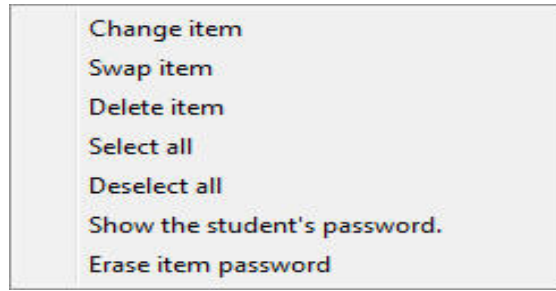 Change item
Swap item
Delete item
Select all
Deselect all
Show the student's password.
Erase item password